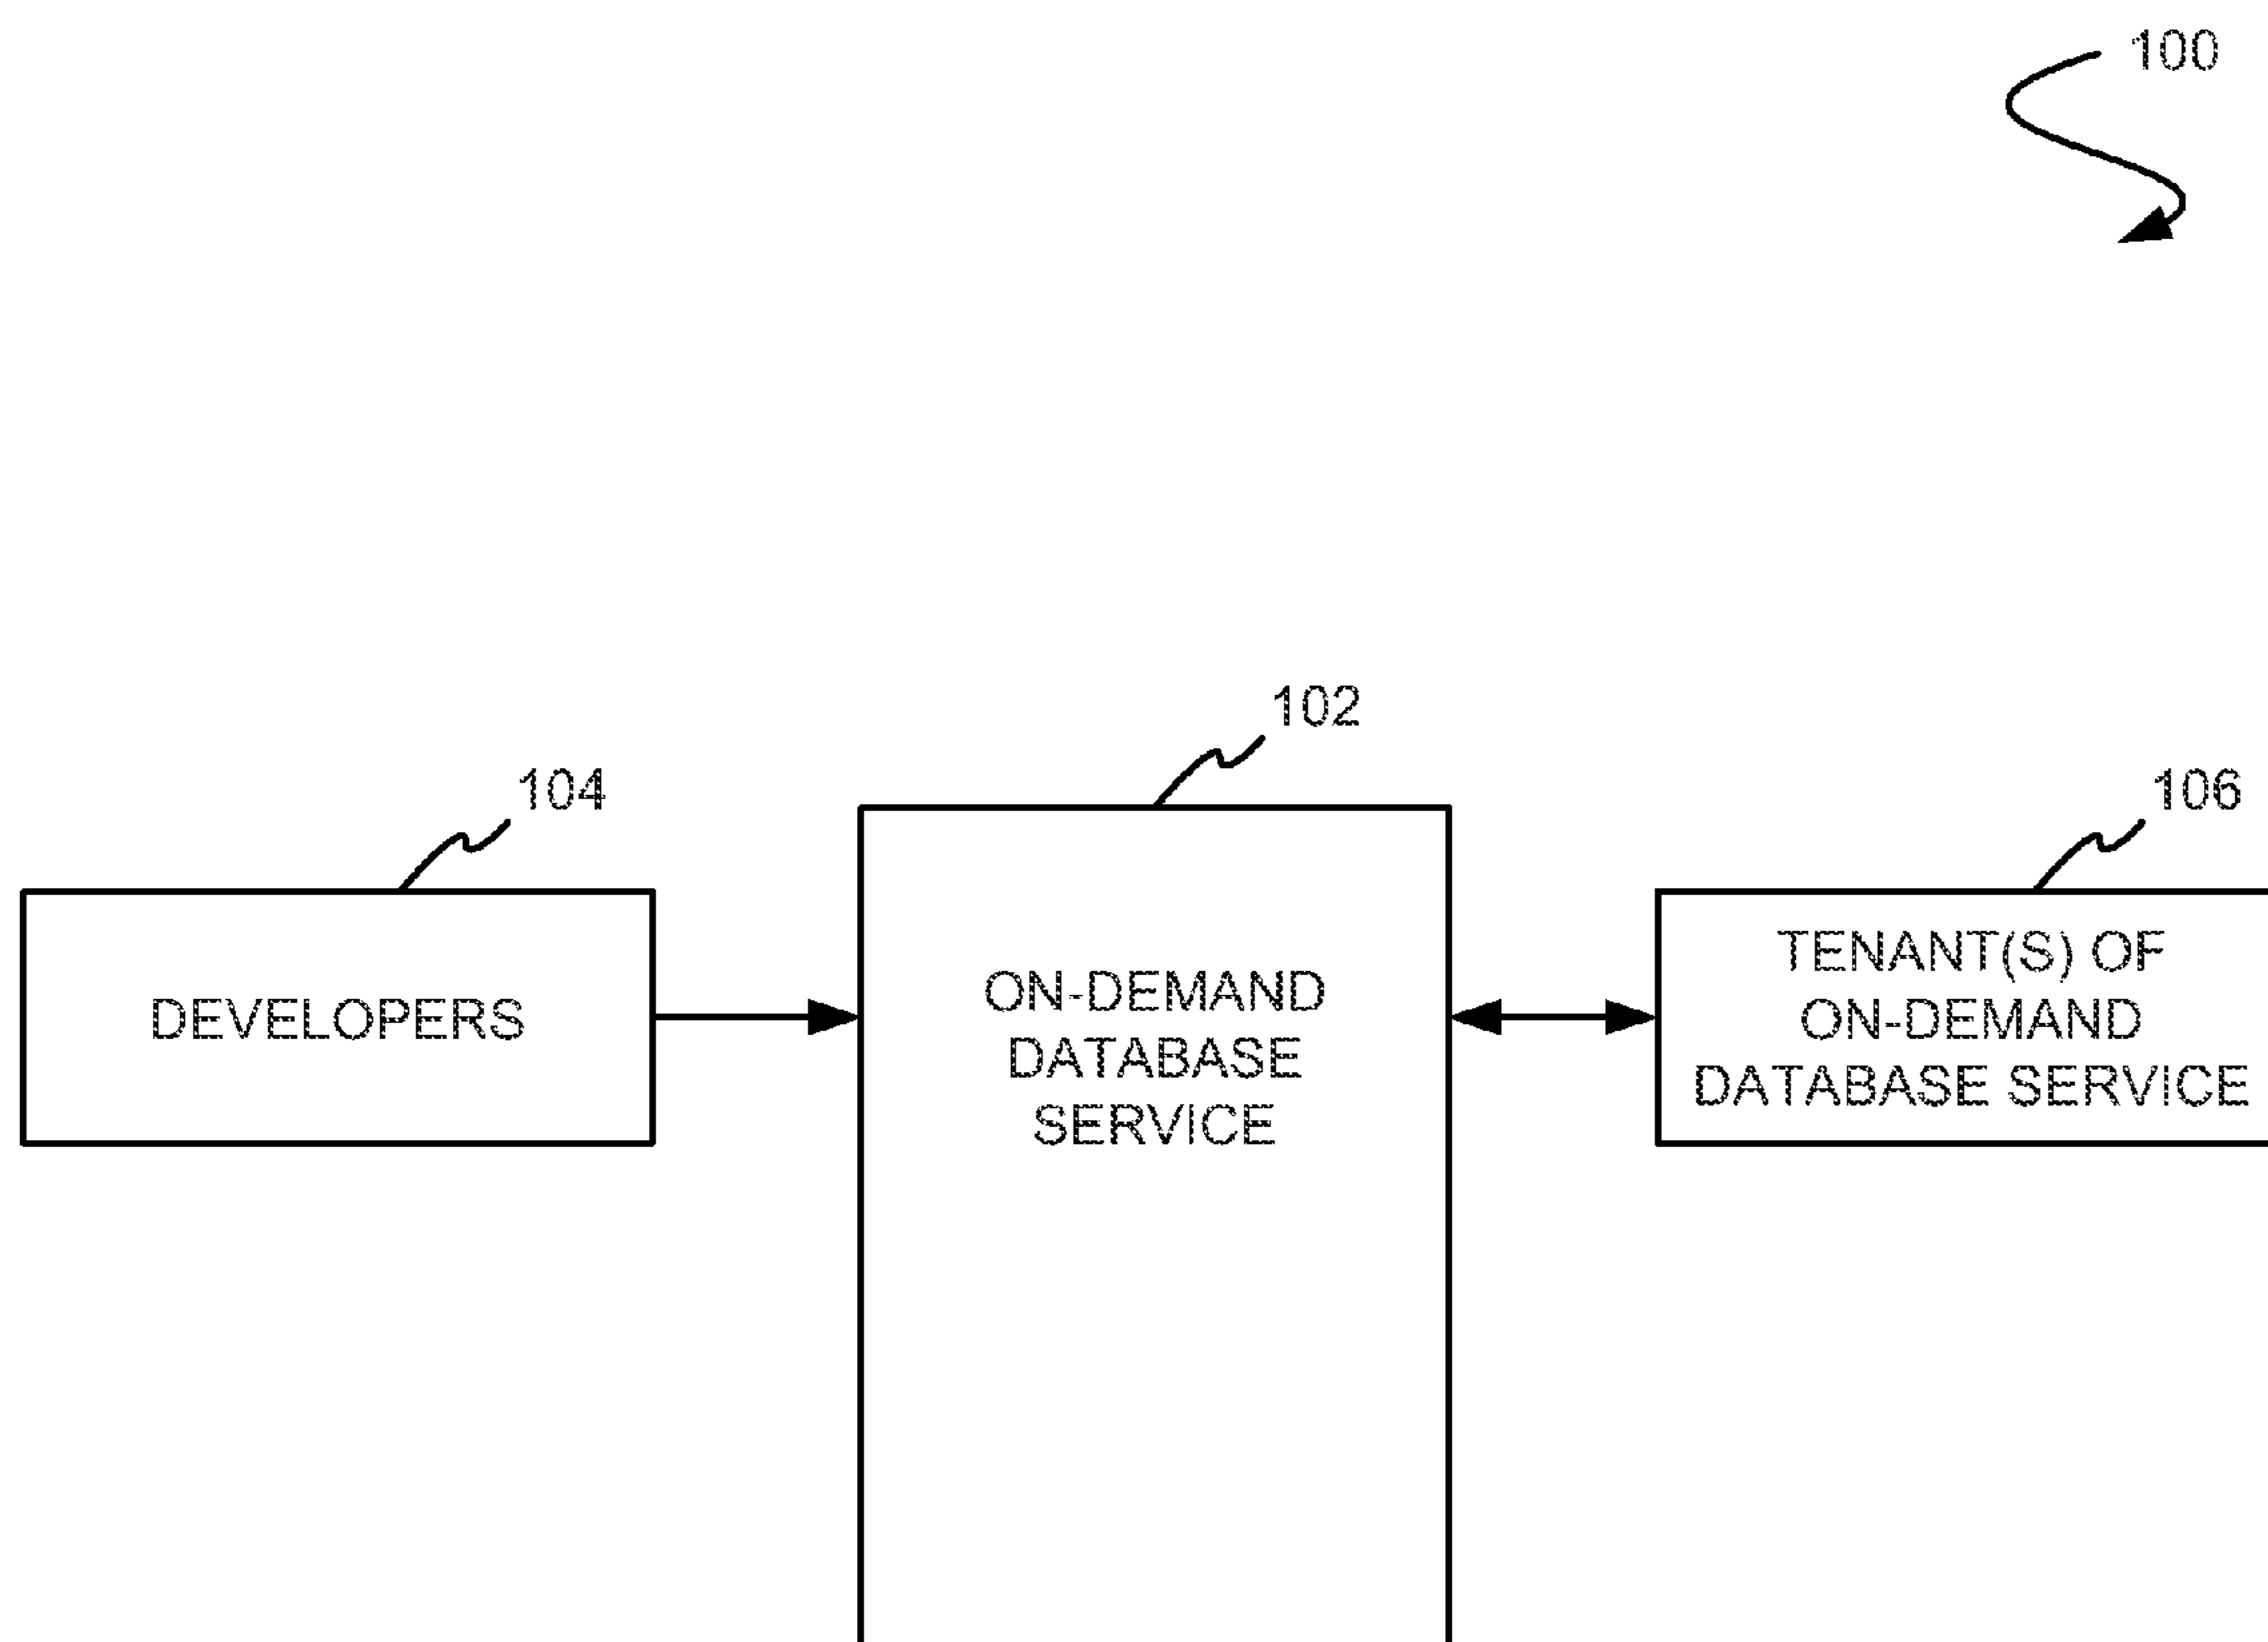 100
102
104
106
DEVELOPERS
ON-DEMAND
DATABASE
SERVICE
TENANT(S) OF
ON-DEMAND
DATABASE SERVICE